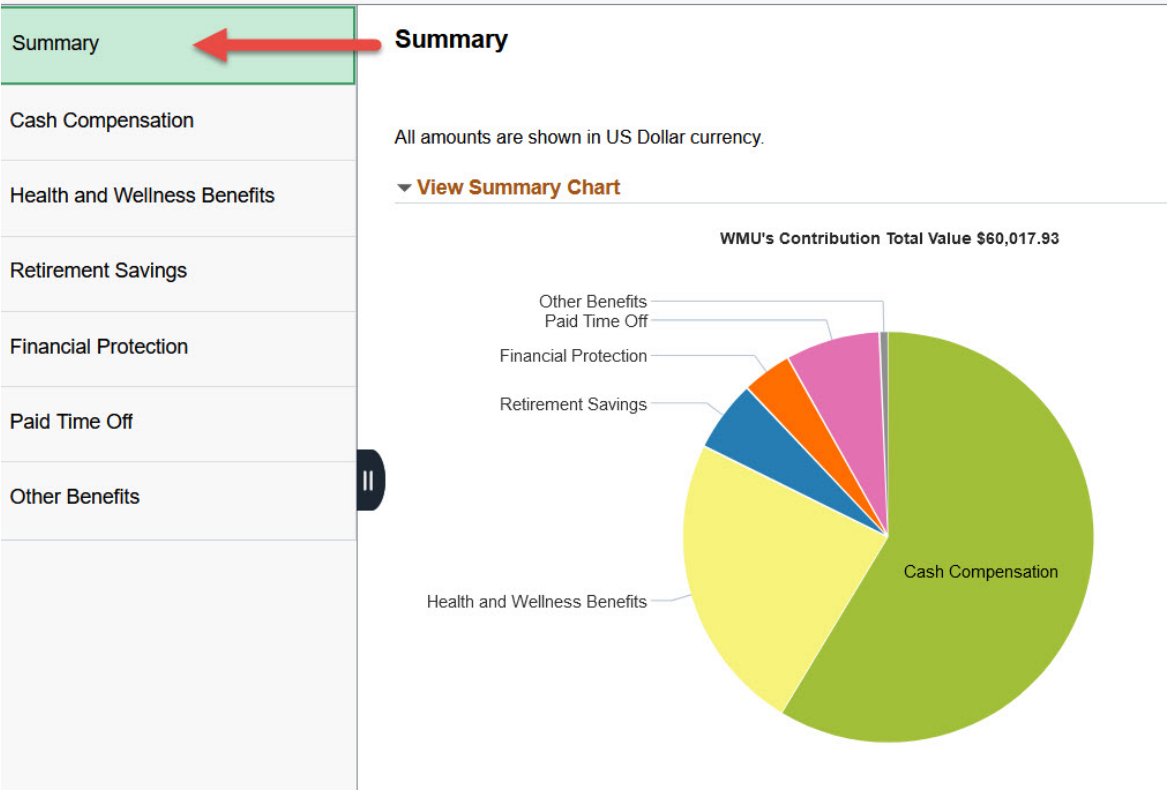 Summary
Cash Compensation
Health and Wellness Benefits
Retirement Savings
Financial Protection
Paid Time Off
Other Benefits
Summary
All amounts are shown in US Dollar currency.
View Summary Chart
WMU's Contribution Total Value $60,017.93
Other Benefits
Paid Time Off
Financial Protection
Retirement Savings
Cash Compensation
Health and Wellness Benefits